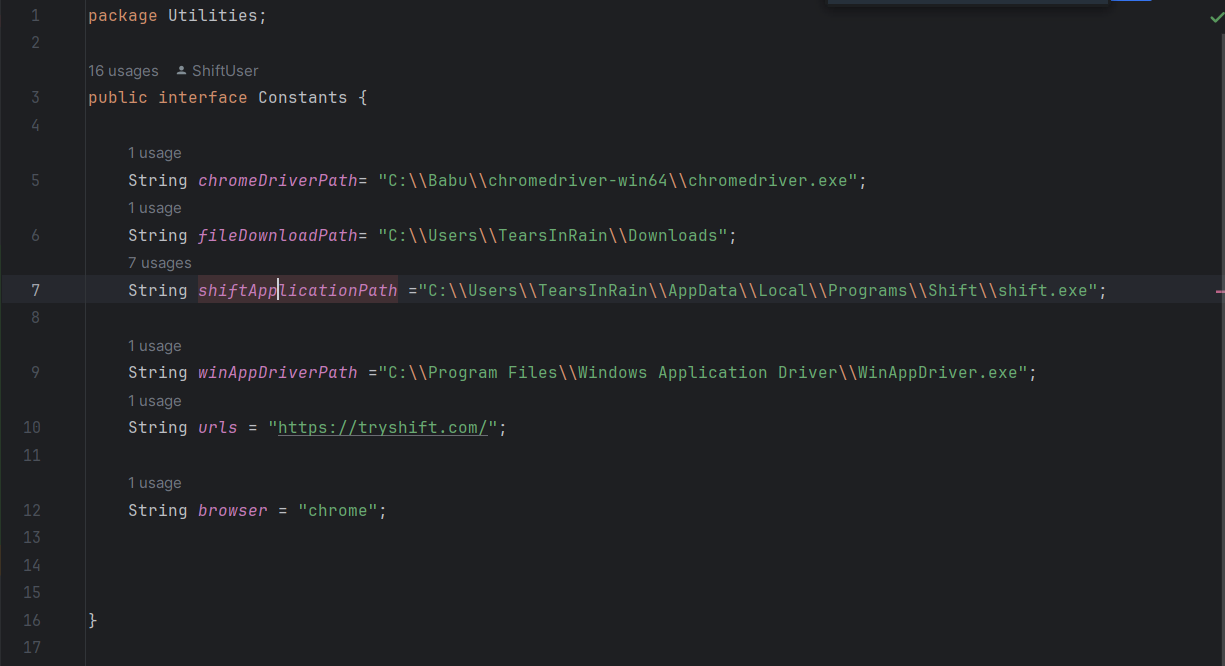 1 package Utilities;
2
16 usages ShiftUser
3 public interface Constants {
4
1 usage
5 String chromeDriverPath= "C:\\Babu\\chromedriver-win64\\chromedriver.exe";
1 usage
6 String fileDownloadPath= "C:\\Users\\TearsInRain\\Downloads";
7 usages
7 String shiftApplicationPath ="C:\\Users\\TearsInRain\\AppData\\Local\\Programs\\Shift\\shift.exe";
8
1 usage
9 String winAppDriverPath ="C:\\Program Files\\Windows Application Driver\\WinAppDriver.exe";
1 usage
10 String urls = "https://tryshift.com/";
11
1 usage
12 String browser = "chrome";
13
14
15
16 }
17